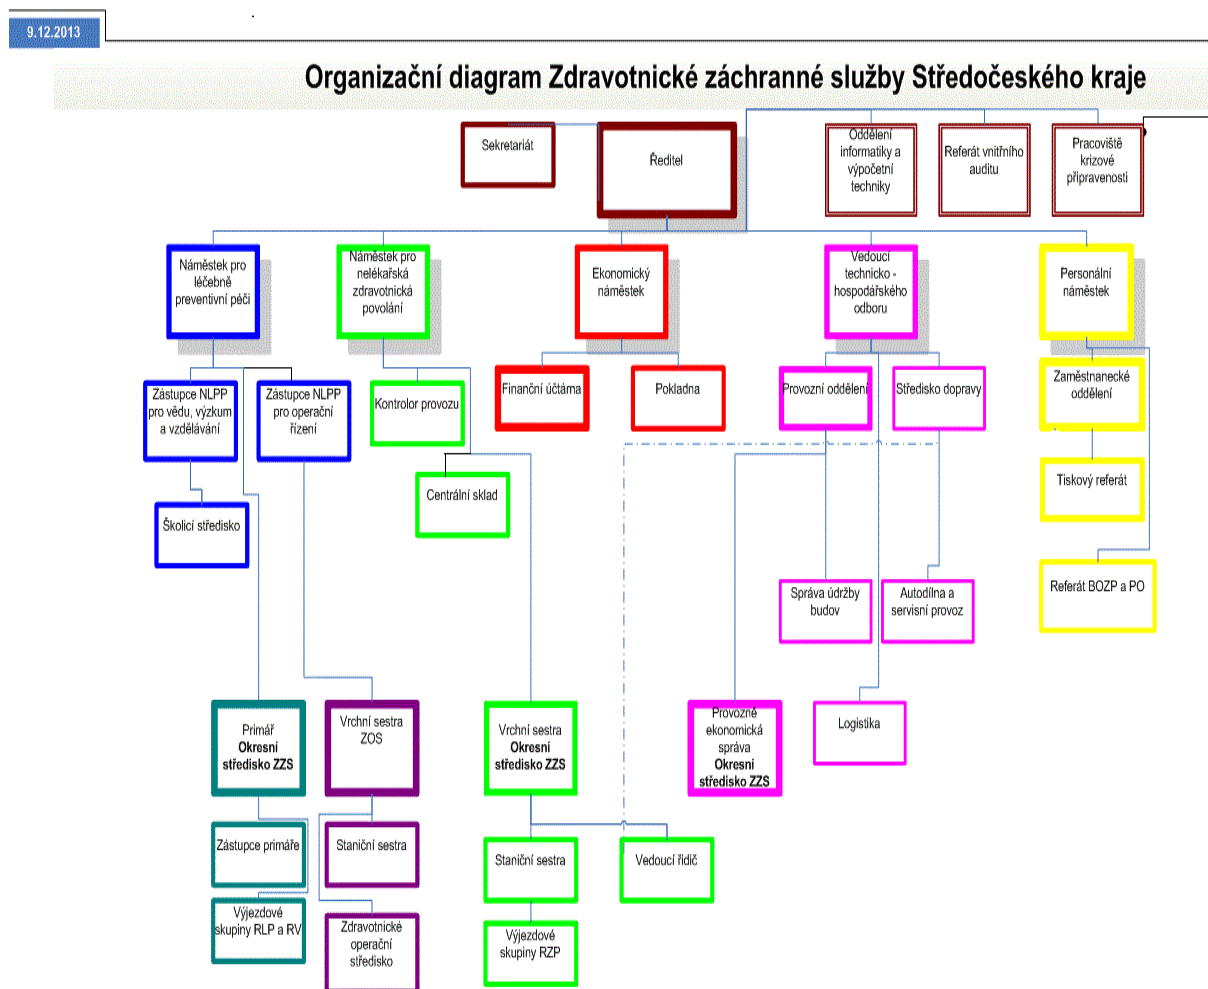 9.12.2013
Organizační diagram Zdravotnické záchranné služby Středočeského kraje
Sekretariát
Ředitel
Oddělení
informatiky a
výpočetní
techniky
Referát vnitřního
auditu
Pracoviště
krizové
připravenosti
Náměstek pro
léčebně
preventivní péči
Náměstek pro
nelékařská
zdravotnická
povolání
Ekonomický
náměstek
Vedoucí
technicko -
hospodářského
odboru
Personální
náměstek
Zástupce NLPP
pro vědu, výzkum
a vzdělávání
Zástupce NLPP
pro operační
řízení
Kontrolor provozu
Finanční účtárna
Pokladna
Provozní oddělení
Středisko dopravy
Zaměstnanecké
oddělení
Centrální sklad
Tiskový referát
Školicí středisko
Správa údržby
budov
Autodílna a
servisní provoz
Referát BOZP a PO
Primář
Okresní
středisko ZZS
Vrchní sestra
ZOS
Vrchní sestra
Okresní
středisko ZZS
Provozně
ekonomická
správa
Okresní
středisko ZZS
Logistika
Zástupce primáře
Staniční sestra
Staniční sestra
Vedoucí řidič
Výjezdové
skupiny RLP a RV
Zdravotnické
operační
středisko
Výjezdové
skupiny RZP